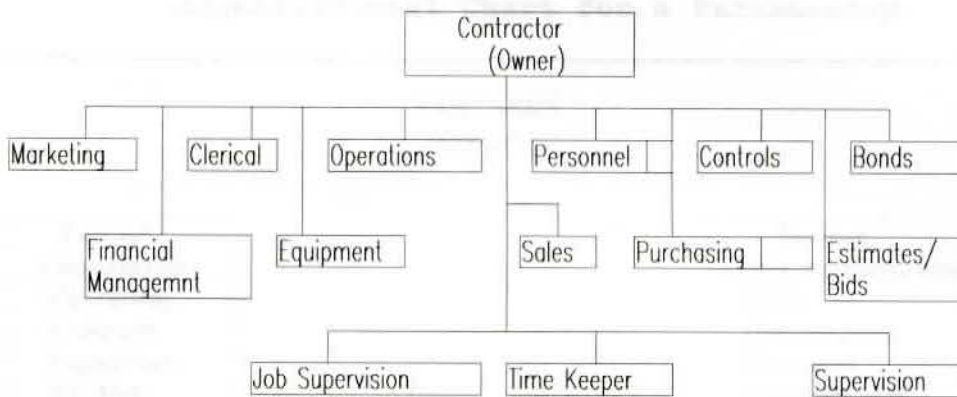 Contractor
(Owner)
Marketing
Clerical
Operations
Personnel
Controls
Bonds
Financial
Managemnt
Equipment
Sales
Purchasing
Estimates/
Bids
Job Supervision
Time Keeper
Supervision